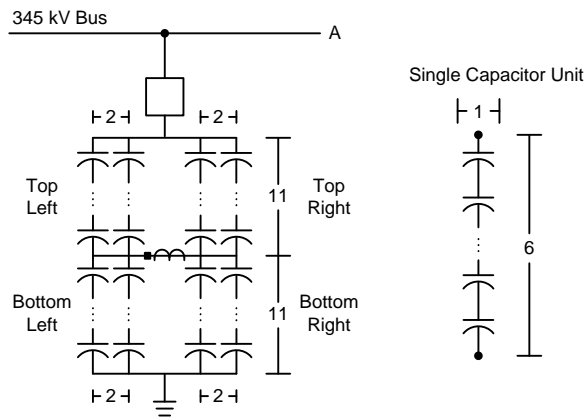 345 kV Bus
A
Single Capacitor Unit
1
2
2
Top
Left
11
Top
Right
6
Bottom
Left
11
Bottom
Right
2
2